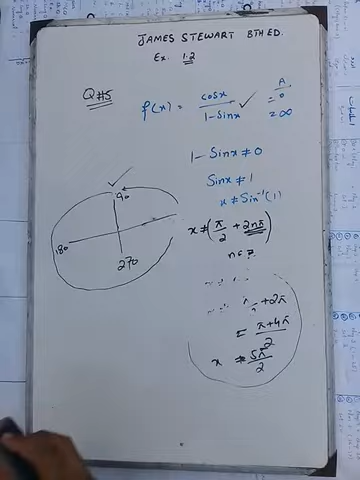 JAMES STEWART 8TH ED.
Ex. 1.2
Q#5
f(x) = cosx / 1-Sinx ✓
A/0 = ∞
1-Sinx ≠ 0
Sinx ≠ 1
x ≠ Sin⁻¹(1)
x ≠ (π/2 + 2nπ)
✓
90
180
270
+2π
= π+4π / 2
x ≠ 5π/2